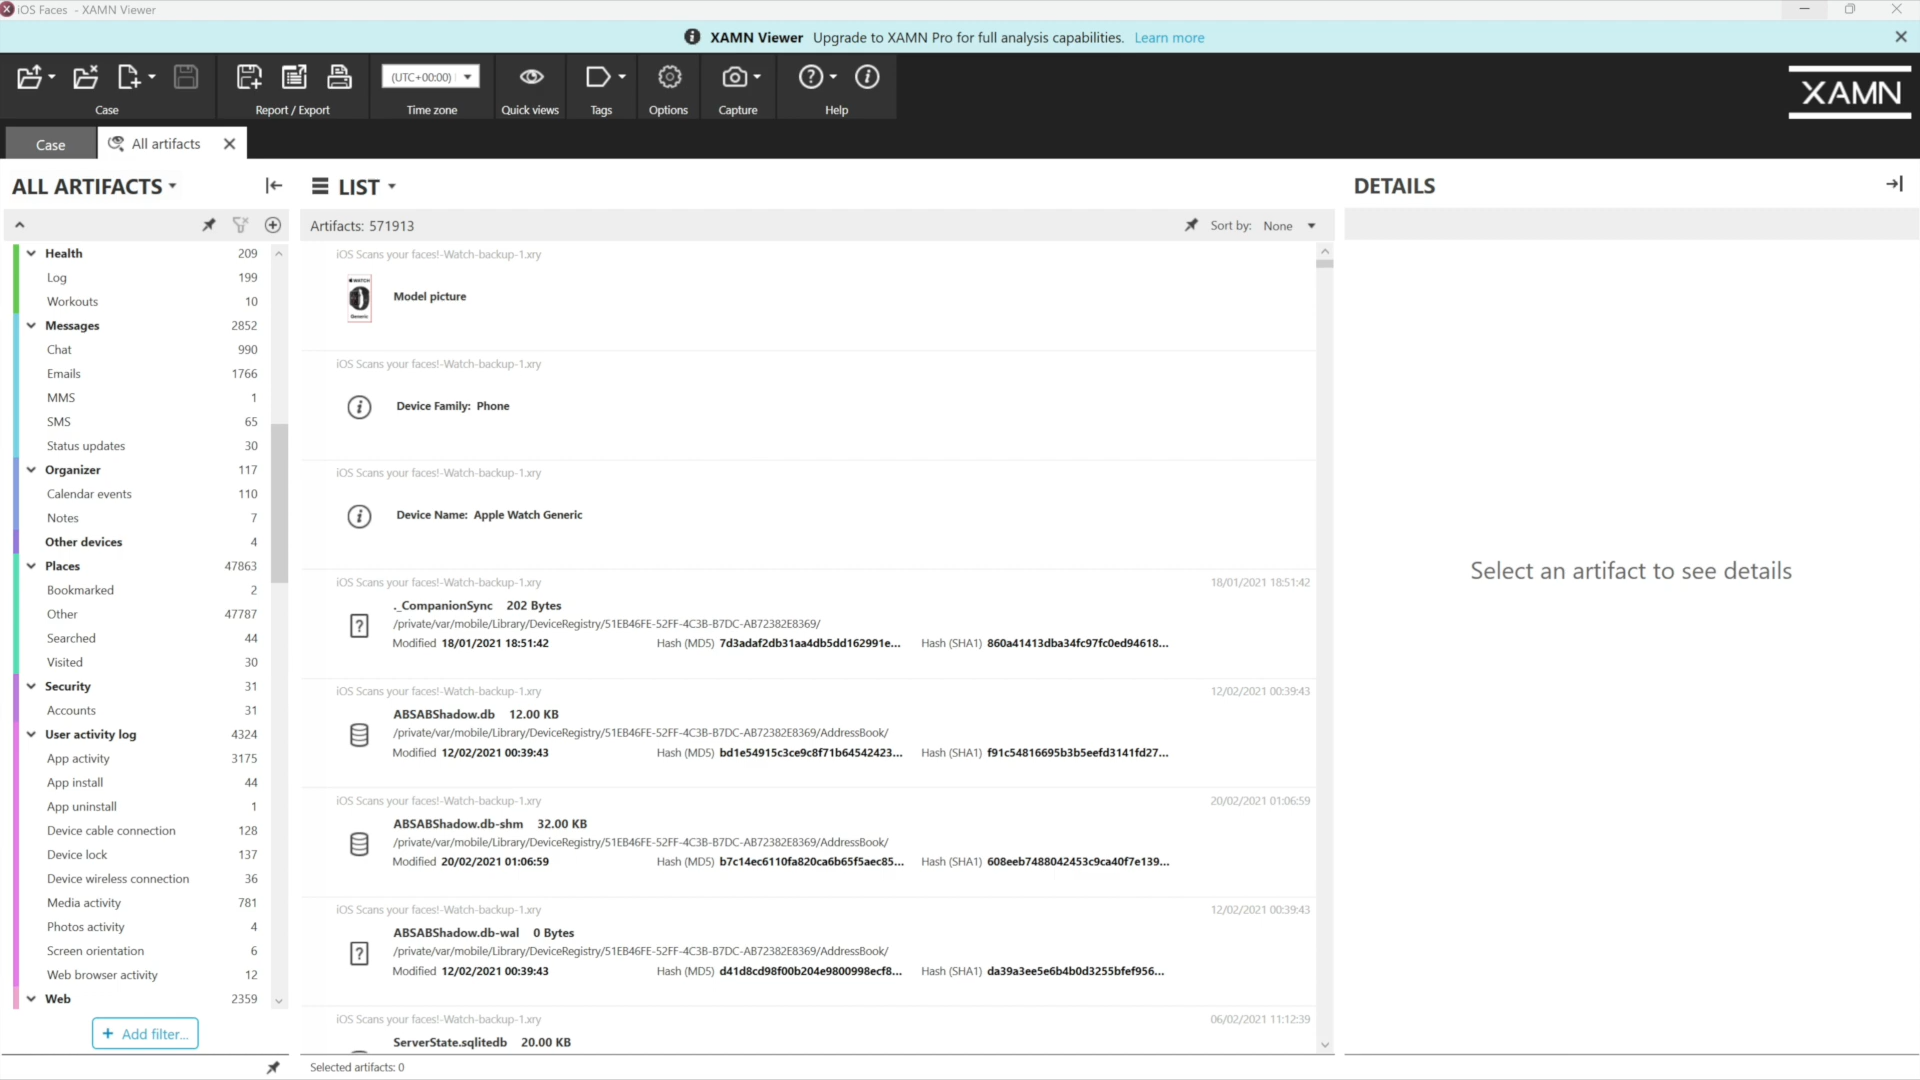 iOS Faces - XAMN Viewer
XAMN Viewer Upgrade to XAMN Pro for full analysis capabilities. Learn more
(UTC+00:00)
Case
Report / Export
Time zone
Quick views
Tags
Options
Capture
Help
XAMN
Case
All artifacts
ALL ARTIFACTS
Health 209
Log 199
Workouts 10
Messages 2852
Chat 990
Emails 1766
MMS 1
SMS 65
Status updates 30
Organizer 117
Calendar events 110
Notes 7
Other devices 4
Places 47863
Bookmarked 2
Other 47787
Searched 44
Visited 30
Security 31
Accounts 31
User activity log 4324
App activity 3175
App install 44
App uninstall 1
Device cable connection 128
Device lock 137
Device wireless connection 36
Media activity 781
Photos activity 4
Screen orientation 6
Web browser activity 12
Web 2359
+ Add filter...
LIST
Artifacts: 571913
Sort by: None
iOS Scans your faces!-Watch-backup-1.xry
WATCH
Generic
Model picture
iOS Scans your faces!-Watch-backup-1.xry
Device Family: Phone
iOS Scans your faces!-Watch-backup-1.xry
Device Name: Apple Watch Generic
iOS Scans your faces!-Watch-backup-1.xry 18/01/2021 18:51:42
._CompanionSync 202 Bytes
/private/var/mobile/Library/DeviceRegistry/51EB46FE-52FF-4C3B-B7DC-AB72382E8369/
Modified 18/01/2021 18:51:42 Hash (MD5) 7d3adaf2db31aa4db5dd162991e... Hash (SHA1) 860a41413dba34fc97fc0ed94618...
iOS Scans your faces!-Watch-backup-1.xry 12/02/2021 00:39:43
ABSABShadow.db 12.00 KB
/private/var/mobile/Library/DeviceRegistry/51EB46FE-52FF-4C3B-B7DC-AB72382E8369/AddressBook/
Modified 12/02/2021 00:39:43 Hash (MD5) bd1e54915c3ce9c8f71b64542423... Hash (SHA1) f91c54816695b3b5eefd3141fd27...
iOS Scans your faces!-Watch-backup-1.xry 20/02/2021 01:06:59
ABSABShadow.db-shm 32.00 KB
/private/var/mobile/Library/DeviceRegistry/51EB46FE-52FF-4C3B-B7DC-AB72382E8369/AddressBook/
Modified 20/02/2021 01:06:59 Hash (MD5) b7c14ec6110fa820ca6b65f5aec85... Hash (SHA1) 608eeb7488042453c9ca40f7e139...
iOS Scans your faces!-Watch-backup-1.xry 12/02/2021 00:39:43
ABSABShadow.db-wal 0 Bytes
/private/var/mobile/Library/DeviceRegistry/51EB46FE-52FF-4C3B-B7DC-AB72382E8369/AddressBook/
Modified 12/02/2021 00:39:43 Hash (MD5) d41d8cd98f00b204e9800998ecf8... Hash (SHA1) da39a3ee5e6b4b0d3255bfef956...
iOS Scans your faces!-Watch-backup-1.xry 06/02/2021 11:12:39
ServerState.sqlitedb 20.00 KB
Selected artifacts: 0
DETAILS
Select an artifact to see details